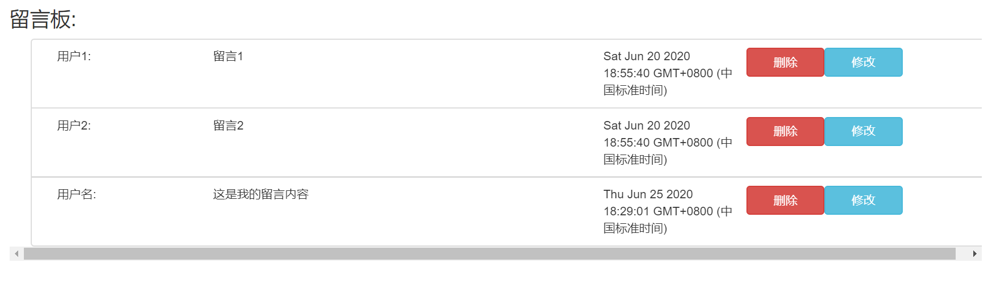 留言板:
用户1:
留言1
Sat Jun 20 2020
18:55:40 GMT+0800 (中
国标准时间)
删除
修改
用户2:
留言2
Sat Jun 20 2020
18:55:40 GMT+0800 (中
国标准时间)
删除
修改
用户名:
这是我的留言内容
Thu Jun 25 2020
18:29:01 GMT+0800 (中
国标准时间)
删除
修改